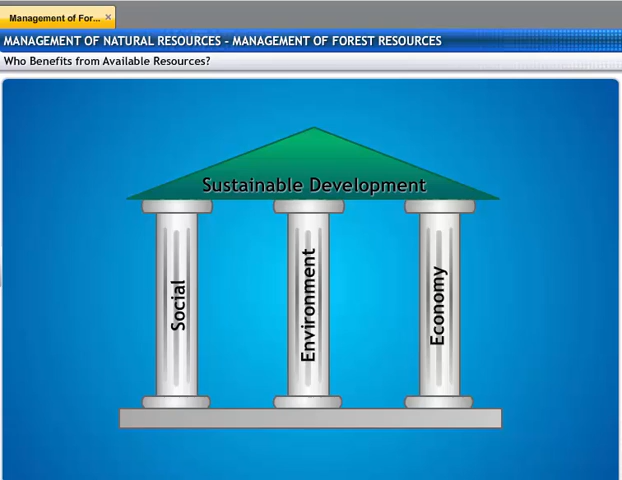 Management of For...
MANAGEMENT OF NATURAL RESOURCES - MANAGEMENT OF FOREST RESOURCES
Who Benefits from Available Resources?
Sustainable Development
Social
Environment
Economy